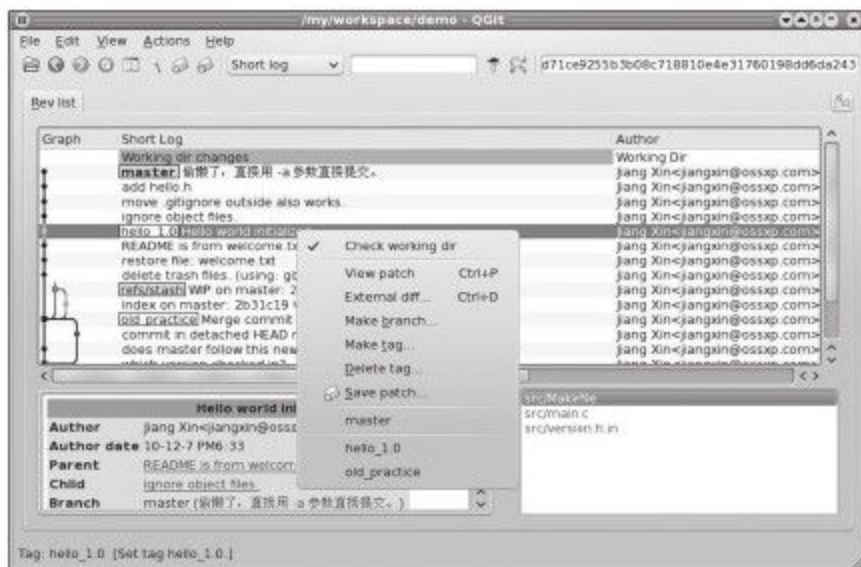 /my/workspace/demo - QGit
File Edit View Actions Help
Short log d71ce9255b3b08c718810e4e31760198dd6da243
Rev list
Graph Short Log Author
Working dir changes Working Dir
master 偷懒了，直接用 -a 参数直接提交。 Jiang Xin<jiangxin@ossxp.com>
add hello.h Jiang Xin<jiangxin@ossxp.com>
move .gitignore outside also works. Jiang Xin<jiangxin@ossxp.com>
ignore object files. Jiang Xin<jiangxin@ossxp.com>
hello_1.0 Hello world initialize Jiang Xin<jiangxin@ossxp.com>
README is from welcome.tx Jiang Xin<jiangxin@ossxp.com>
restore file: welcome.txt Jiang Xin<jiangxin@ossxp.com>
delete trash files. (using: gi Jiang Xin<jiangxin@ossxp.com>
refs/stash WIP on master: 2 Jiang Xin<jiangxin@ossxp.com>
index on master: 2b31c19 Jiang Xin<jiangxin@ossxp.com>
old_practice Merge commit Jiang Xin<jiangxin@ossxp.com>
commit in detached HEAD Jiang Xin<jiangxin@ossxp.com>
does master follow this new Jiang Xin<jiangxin@ossxp.com>
which version checked in?
Check working dir
View patch Ctrl+P
External diff... Ctrl+D
Make branch...
Make tag...
Delete tag...
Save patch...
master
hello_1.0
old_practice
Hello world ini
Author Jiang Xin<jiangxin@oss
Author date 10-12-7 PM6:33
Parent README is from welcom
Child ignore object files.
Branch master (偷懒了，直接用 -a 参数直接提交。)
src/Makefile
src/main.c
src/version.h.in
Tag: hello_1.0 [Set tag hello_1.0.]